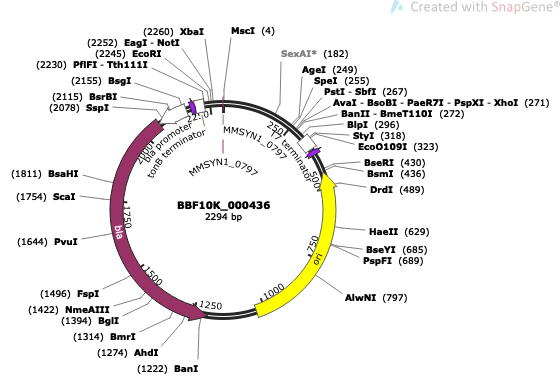 Created with SnapGene®
(2260) XbaI
MscI (4)
(2252) EagI - NotI
(2245) EcoRI
(2230) PflFI - Tth111I
(2155) BsgI
(2115) BsrBI
(2078) SspI
SexAI* (182)
AgeI (249)
SpeI (255)
PstI - SbfI (267)
AvaI - BsoBI - PaeR7I - PspXI - XhoI (271)
BanII - BmeT110I (272)
BlpI (296)
StyI (318)
EcoO109I (323)
BseRI (430)
BsmI (436)
DrdI (489)
HaeII (629)
BseYI (685)
PspFI (689)
AlwNI (797)
(1811) BsaHI
(1754) ScaI
(1644) PvuI
(1496) FspI
(1422) NmeAIII
(1394) BglI
(1314) BmrI
(1274) AhdI
(1222) BanI
bla promoter
tonB terminator
MMSYN1_0797
MMSYN1_0797
T7 terminator
BBF10K_000436
2294 bp
bla
ori
250
500
750
1000
1250
1500
1750